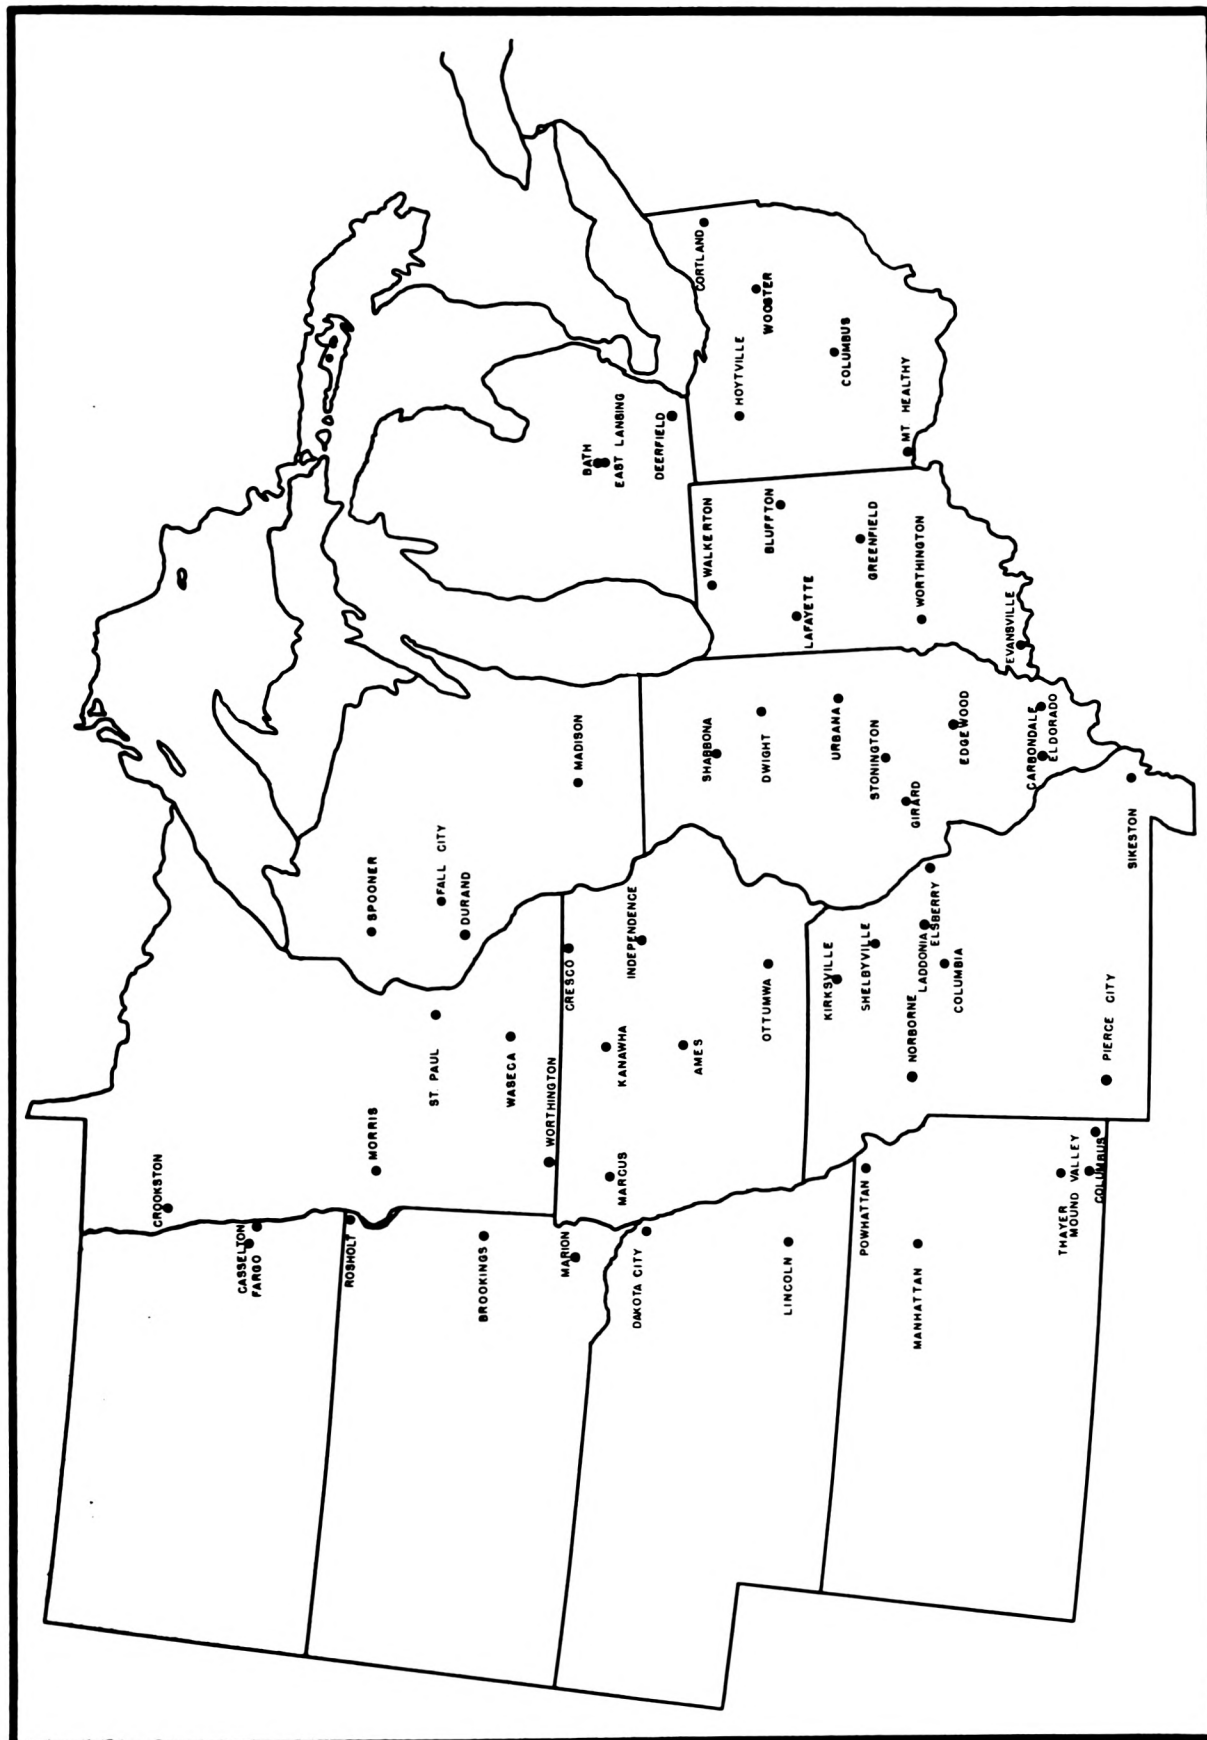 CROOKSTON
CASSELTON
FARGO
MORRIS
ROSHOLT
ST. PAUL
WASECA
WORTHINGTON
BROOKINGS
MARION
SPOONER
FALL CITY
DURAND
MADISON
CRESCO
INDEPENDENCE
KANAWHA
MARCUS
AMES
OTTUMWA
DAKOTA CITY
LINCOLN
BATH
EAST LANSING
DEERFIELD
CORTLAND
WOOSTER
HOYTVILLE
COLUMBUS
MT HEALTHY
WALKERTON
BLUFFTON
LAFAYETTE
GREENFIELD
WORTHINGTON
EVANSVILLE
SHABBONA
DWIGHT
URBANA
STONINGTON
GIRARD
EDGEWOOD
CARBONDALE
ELDORADO
KIRKSVILLE
SHELBYVILLE
NORBORNE
LADDONIA
ELSBERRY
COLUMBIA
SIKESTON
PIERCE CITY
POWHATTAN
MANHATTAN
THAYER
MOUND VALLEY
COLUMBUS